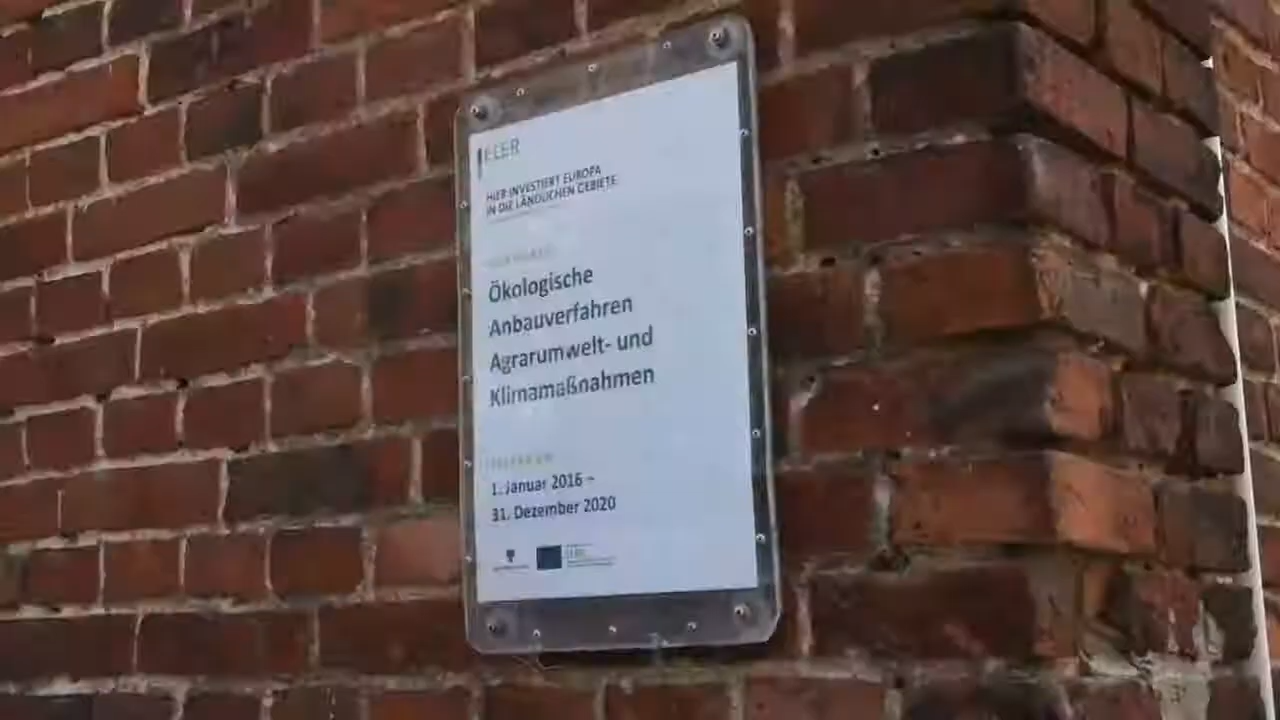 ELER
HIER INVESTIERT EUROPA
IN DIE LÄNDLICHEN GEBIETE
Ökologische
Anbauverfahren
Agrarumwelt- und
Klimamaßnahmen
1. Januar 2016 –
31. Dezember 2020